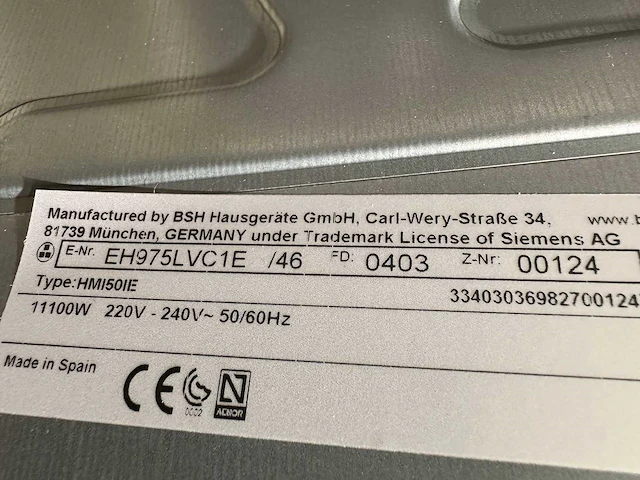 Manufactured by BSH Hausgeräte GmbH, Carl-Wery-Straße 34, www.b
81739 München, GERMANY under Trademark License of Siemens AG
E-Nr. EH975LVC1E /46 FD: 0403 Z-Nr: 00124
Type:HMI50IE 33403036982700124
11100W 220V - 240V~ 50/60Hz
Made in Spain
CE 0002 N AENOR